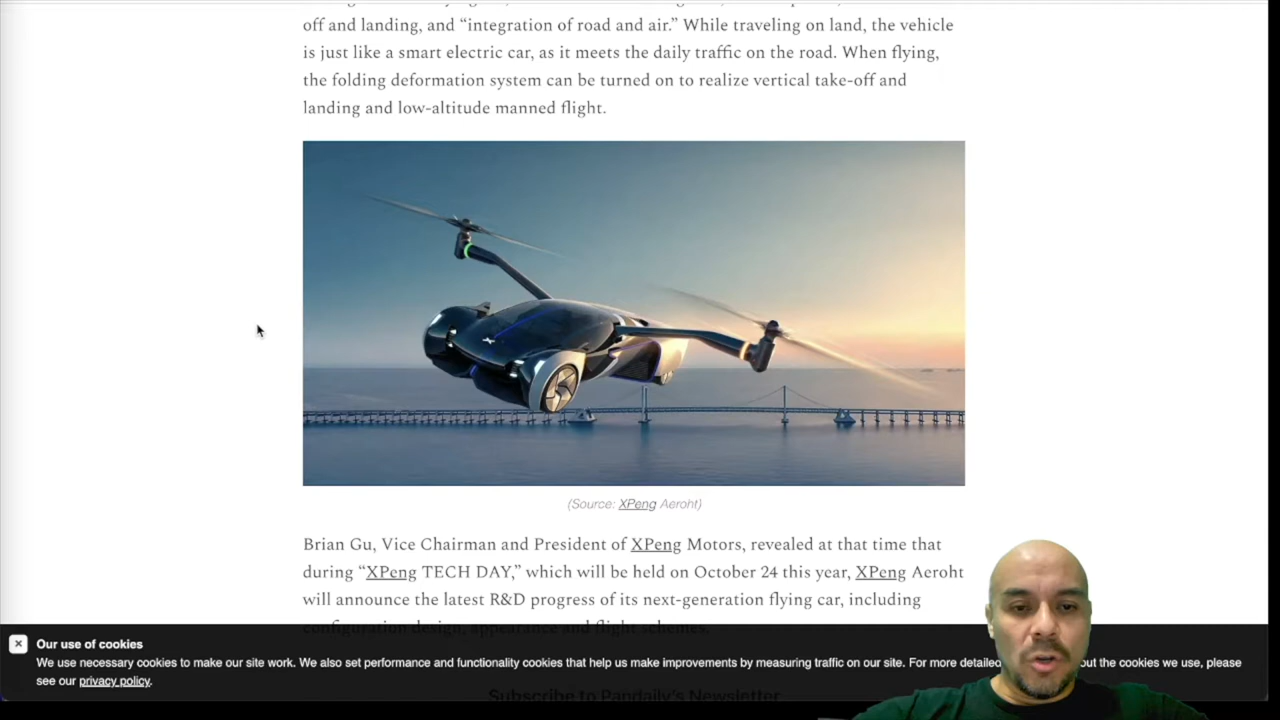 off and landing, and “integration of road and air.” While traveling on land, the vehicle
is just like a smart electric car, as it meets the daily traffic on the road. When flying,
the folding deformation system can be turned on to realize vertical take-off and
landing and low-altitude manned flight.
(Source: XPeng Aeroht)
Brian Gu, Vice Chairman and President of XPeng Motors, revealed at that time that
during “XPeng TECH DAY,” which will be held on October 24 this year, XPeng Aeroht
will announce the latest R&D progress of its next-generation flying car, including
configuration design, appearance and flight schemes.
Our use of cookies
We use necessary cookies to make our site work. We also set performance and functionality cookies that help us make improvements by measuring traffic on our site. For more detailed out the cookies we use, please
see our privacy policy.
Subscribe to Pandaily's Newsletter